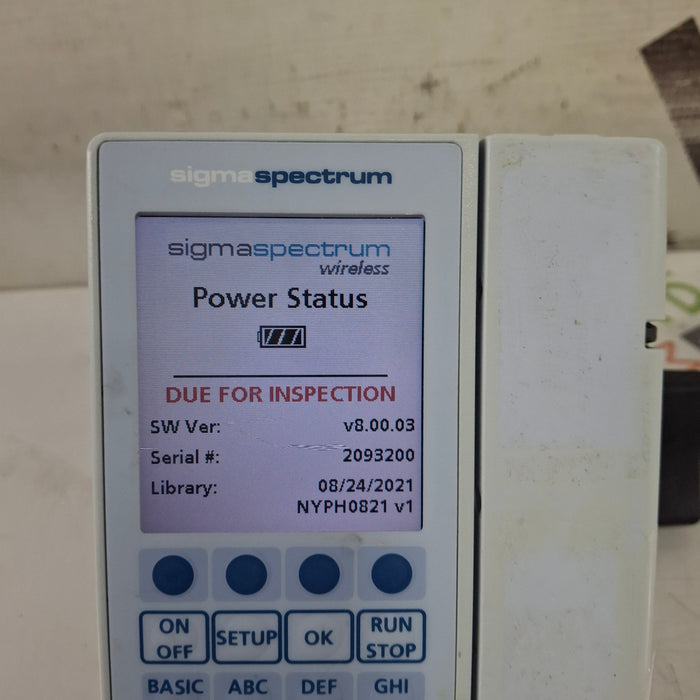 sigmaspectrum
sigmaspectrum
wireless
Power Status
DUE FOR INSPECTION
SW Ver: v8.00.03
Serial #: 2093200
Library: 08/24/2021
NYPH0821 v1
ON OFF SETUP OK RUN STOP
BASIC ABC DEF GHI